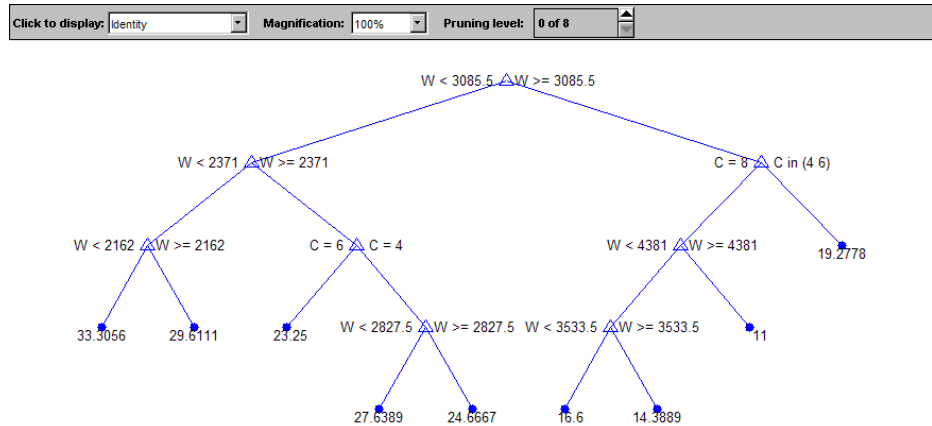 Click to display: Identity Magnification: 100% Pruning level: 0 of 8
W < 3085.5 W >= 3085.5
W < 2371 W >= 2371 C = 8 C in (4 6)
W < 2162 W >= 2162 C = 6 C = 4 W < 4381 W >= 4381 19.2778
33.3056 29.6111 23.25 W < 2827.5 W >= 2827.5 W < 3533.5 W >= 3533.5 11
27.6389 24.6667 16.6 14.3889